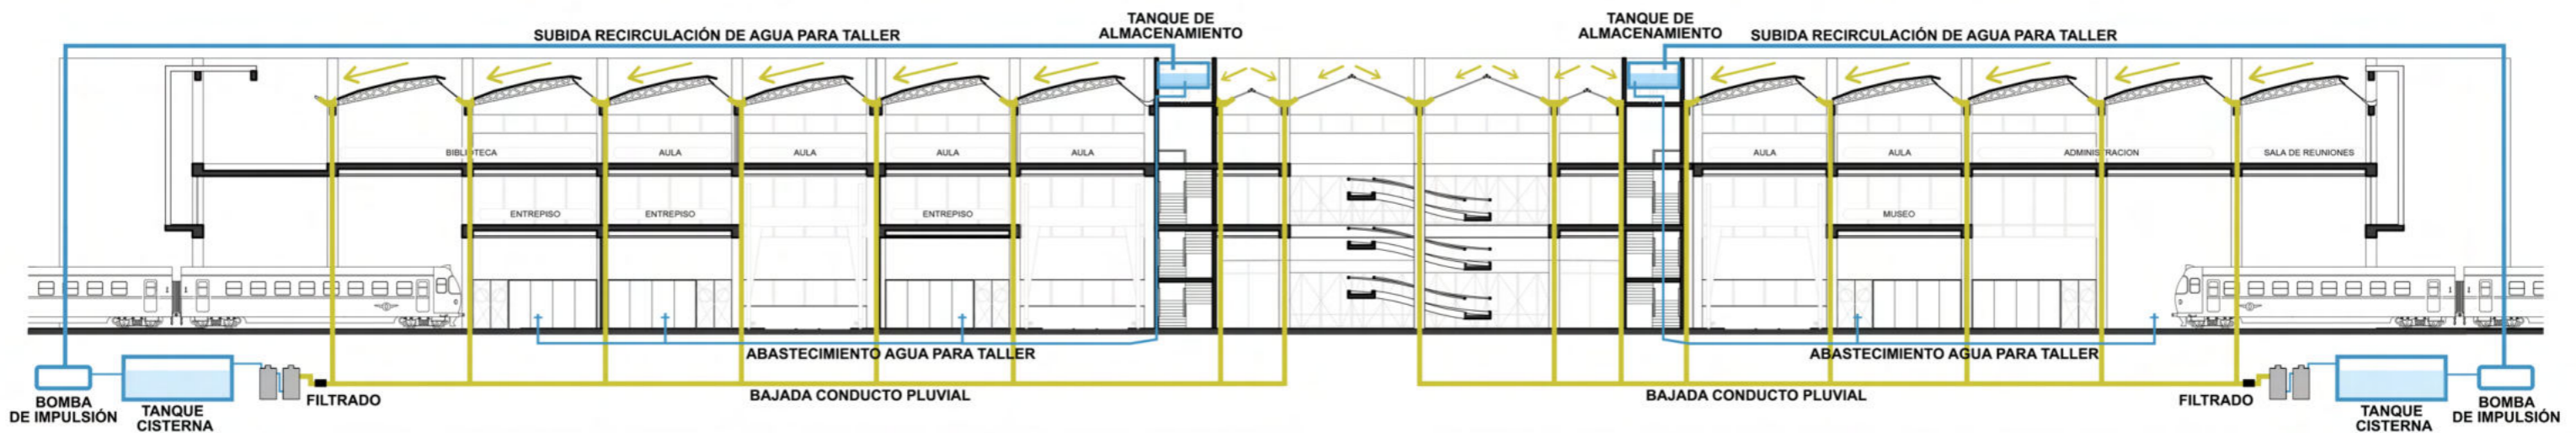 TANQUE DE
ALMACENAMIENTO
TANQUE DE
ALMACENAMIENTO
SUBIDA RECIRCULACIÓN DE AGUA PARA TALLER
SUBIDA RECIRCULACIÓN DE AGUA PARA TALLER
BIBLIOTECA
AULA
AULA
AULA
AULA
AULA
AULA
ADMINISTRACION
SALA DE REUNIONES
ENTREPISO
ENTREPISO
ENTREPISO
MUSEO
ABASTECIMIENTO AGUA PARA TALLER
ABASTECIMIENTO AGUA PARA TALLER
BAJADA CONDUCTO PLUVIAL
BAJADA CONDUCTO PLUVIAL
BOMBA
DE IMPULSIÓN
TANQUE
CISTERNA
FILTRADO
FILTRADO
TANQUE
CISTERNA
BOMBA
DE IMPULSIÓN